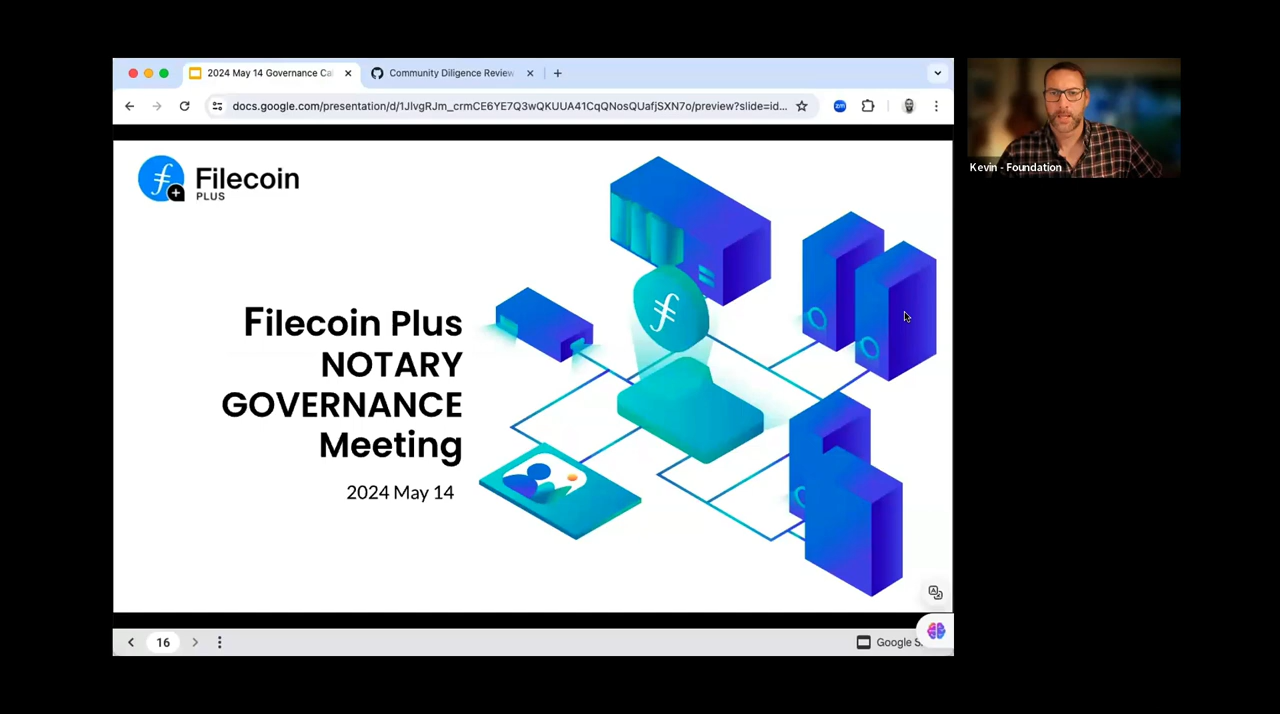 2024 May 14 Governance Ca
Community Diligence Review
docs.google.com/presentation/d/1JlvgRJm_crmCE6YE7Q3wQKUUA41CqQNosQUafjSXN7o/preview?slide=id...
zm
Filecoin
PLUS
Filecoin Plus
NOTARY
GOVERNANCE
Meeting
2024 May 14
16
Google
Kevin - Foundation